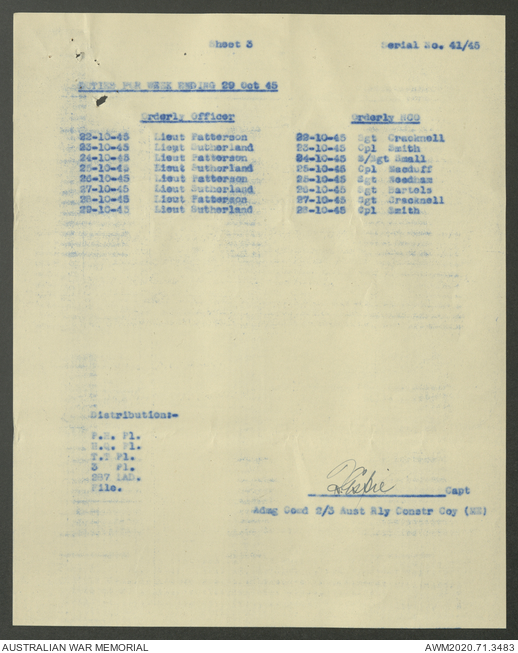 Sheet 3 Serial No. 41/45
DUTIES FOR WEEK ENDING 29 Oct 45
Orderly Officer Orderly NCO
22-10-45 Lieut Patterson 22-10-45 Sgt Cracknell
23-10-45 Lieut Sutherland 23-10-45 Cpl Smith
24-10-45 Lieut Patterson 24-10-45 S/Sgt Small
25-10-45 Lieut Sutherland 25-10-45 Cpl Macduff
26-10-45 Lieut Patterson Sgt Needham
27-10-45 Lieut Sutherland 26-10-45 Sgt Bartels
28-10-45 Lieut Patterson 27-10-45 Sgt Cracknell
29-10-45 Lieut Sutherland 28-10-45 Cpl Smith
Distribution:-
P.H. Pl.
H.Q. Pl.
T.T Pl.
3 Pl.
2B7 LAD.
File.
Capt
Admg Comd 2/3 Aust Rly Constr Coy (ME)
AUSTRALIAN WAR MEMORIAL AWM2020.71.3483